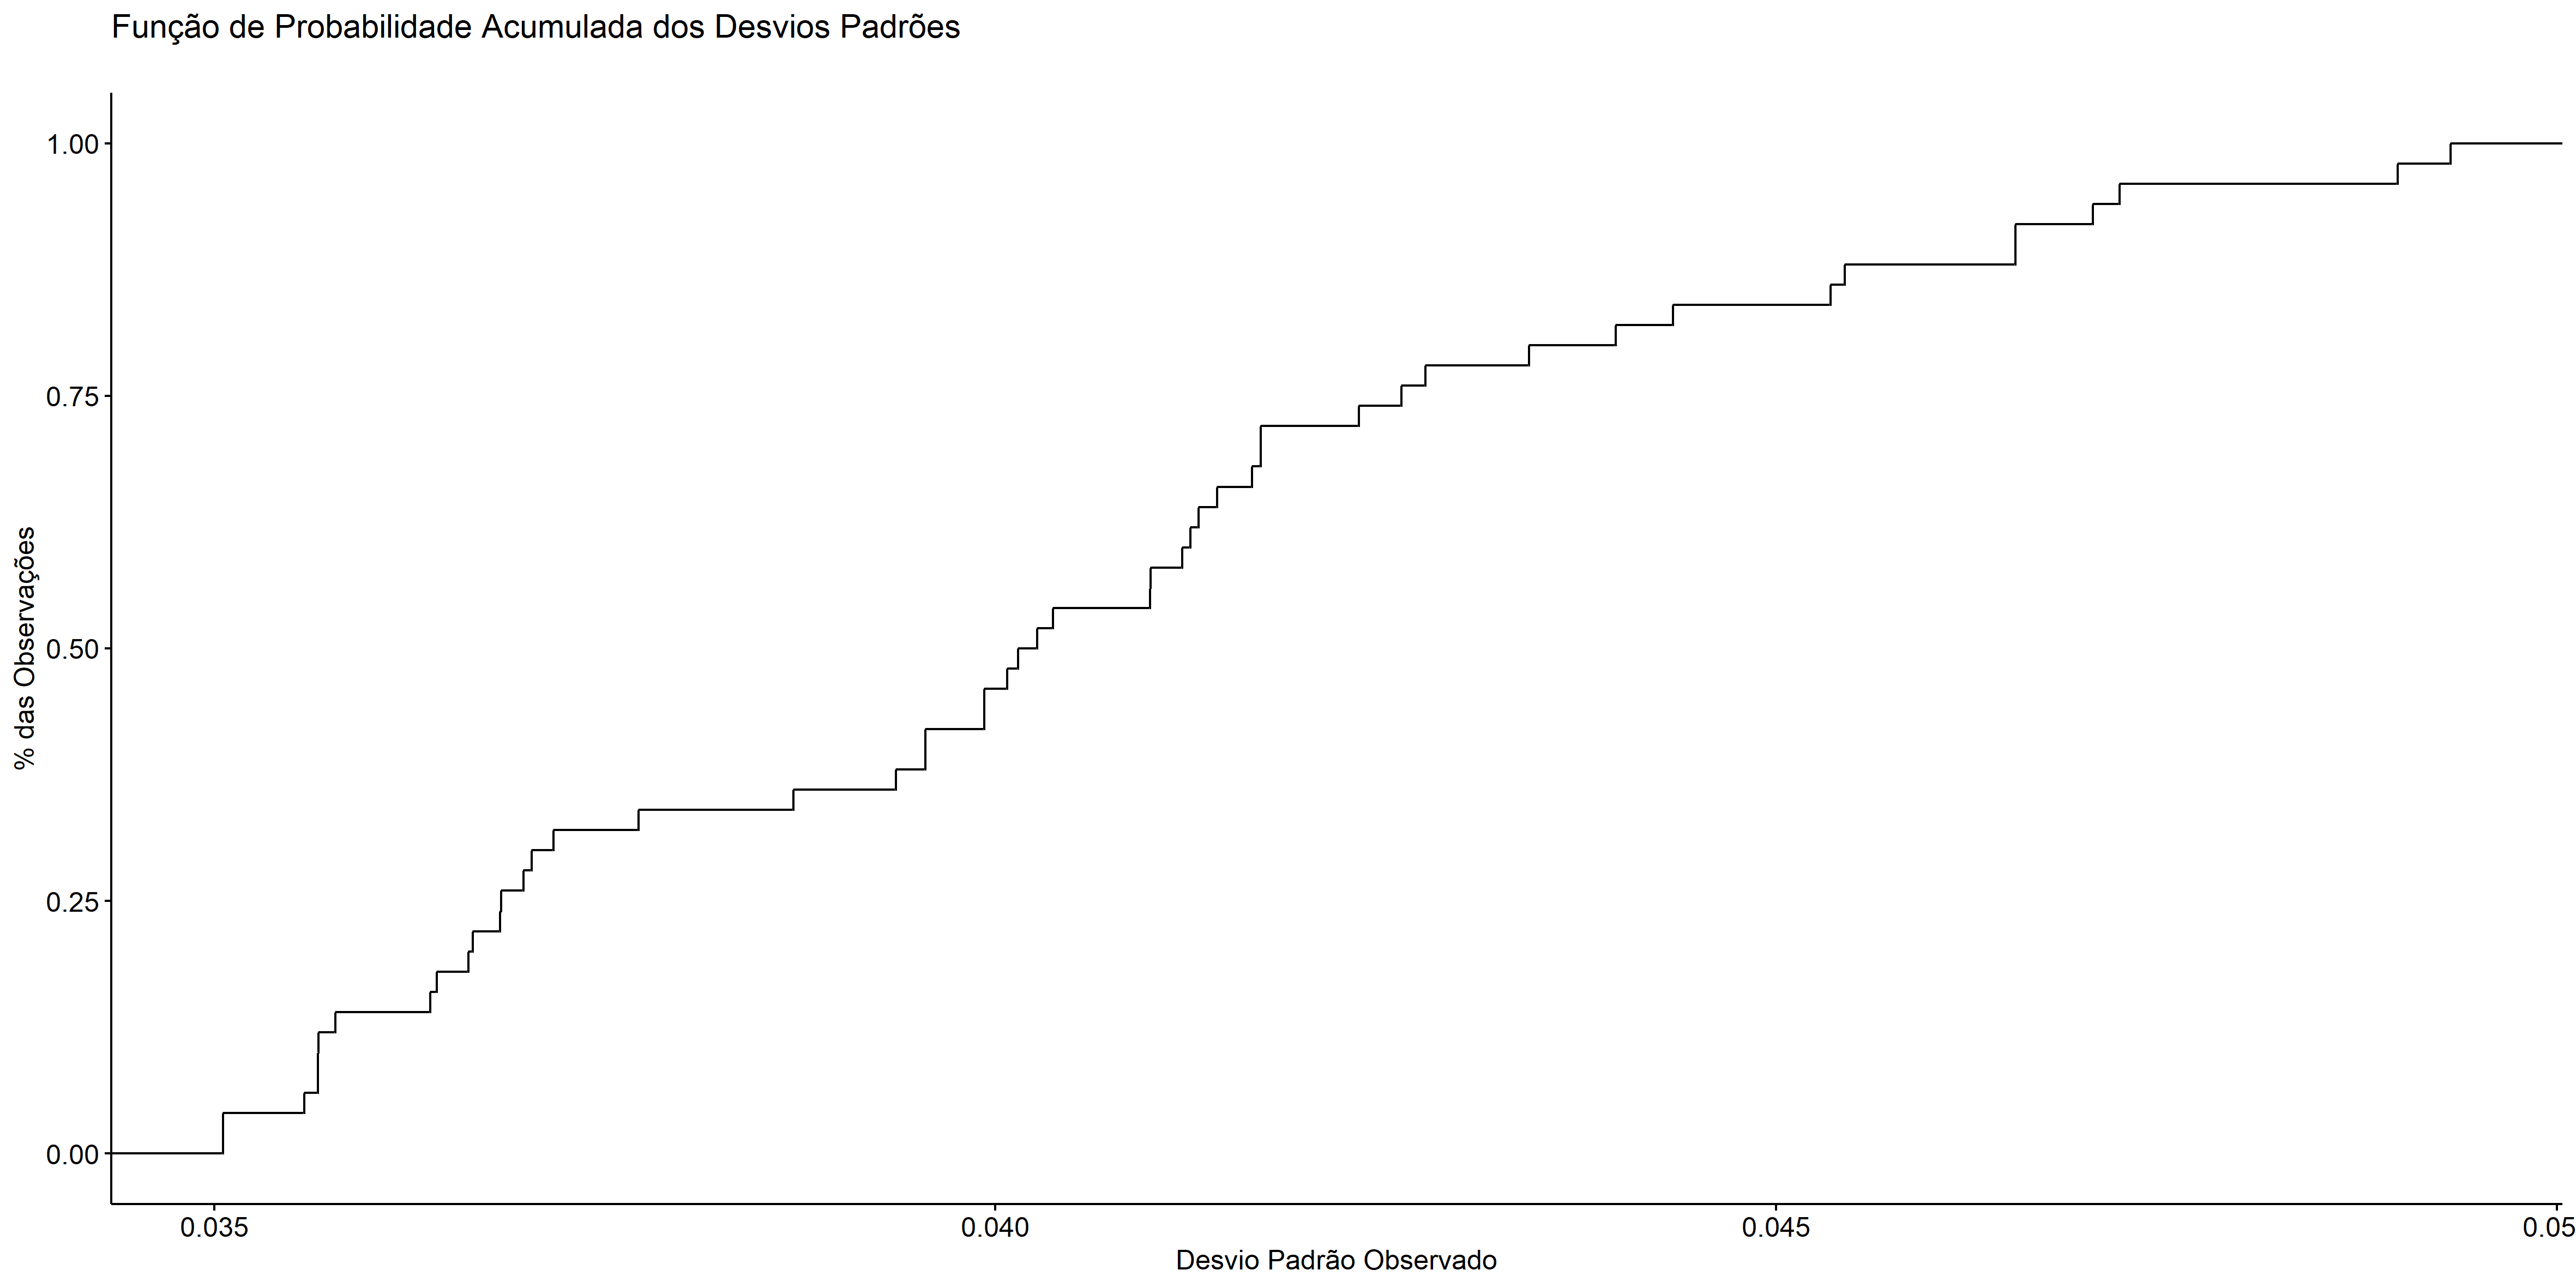 Função de Probabilidade Acumulada dos Desvios Padrões
1.00
0.75
0.50
0.25
0.00
% das Observações
0.035 0.040 0.045 0.05
Desvio Padrão Observado